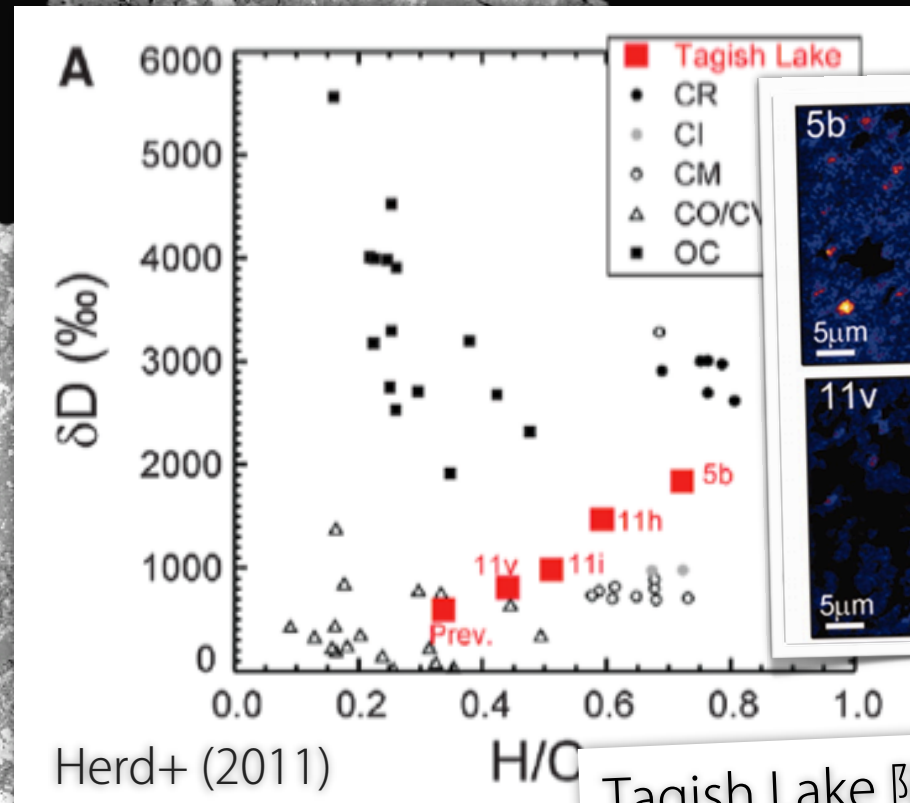 A
6000
5000
4000
3000
2000
1000
0
δD (‰)
Tagish Lake
CR
CI
CM
CO/CV
OC
5b
11h
11i
11v
Prev.
0.0 0.2 0.4 0.6 0.8 1.0
H/C
Herd+ (2011)
5b
5µm
11v
5µm
Tagish Lake